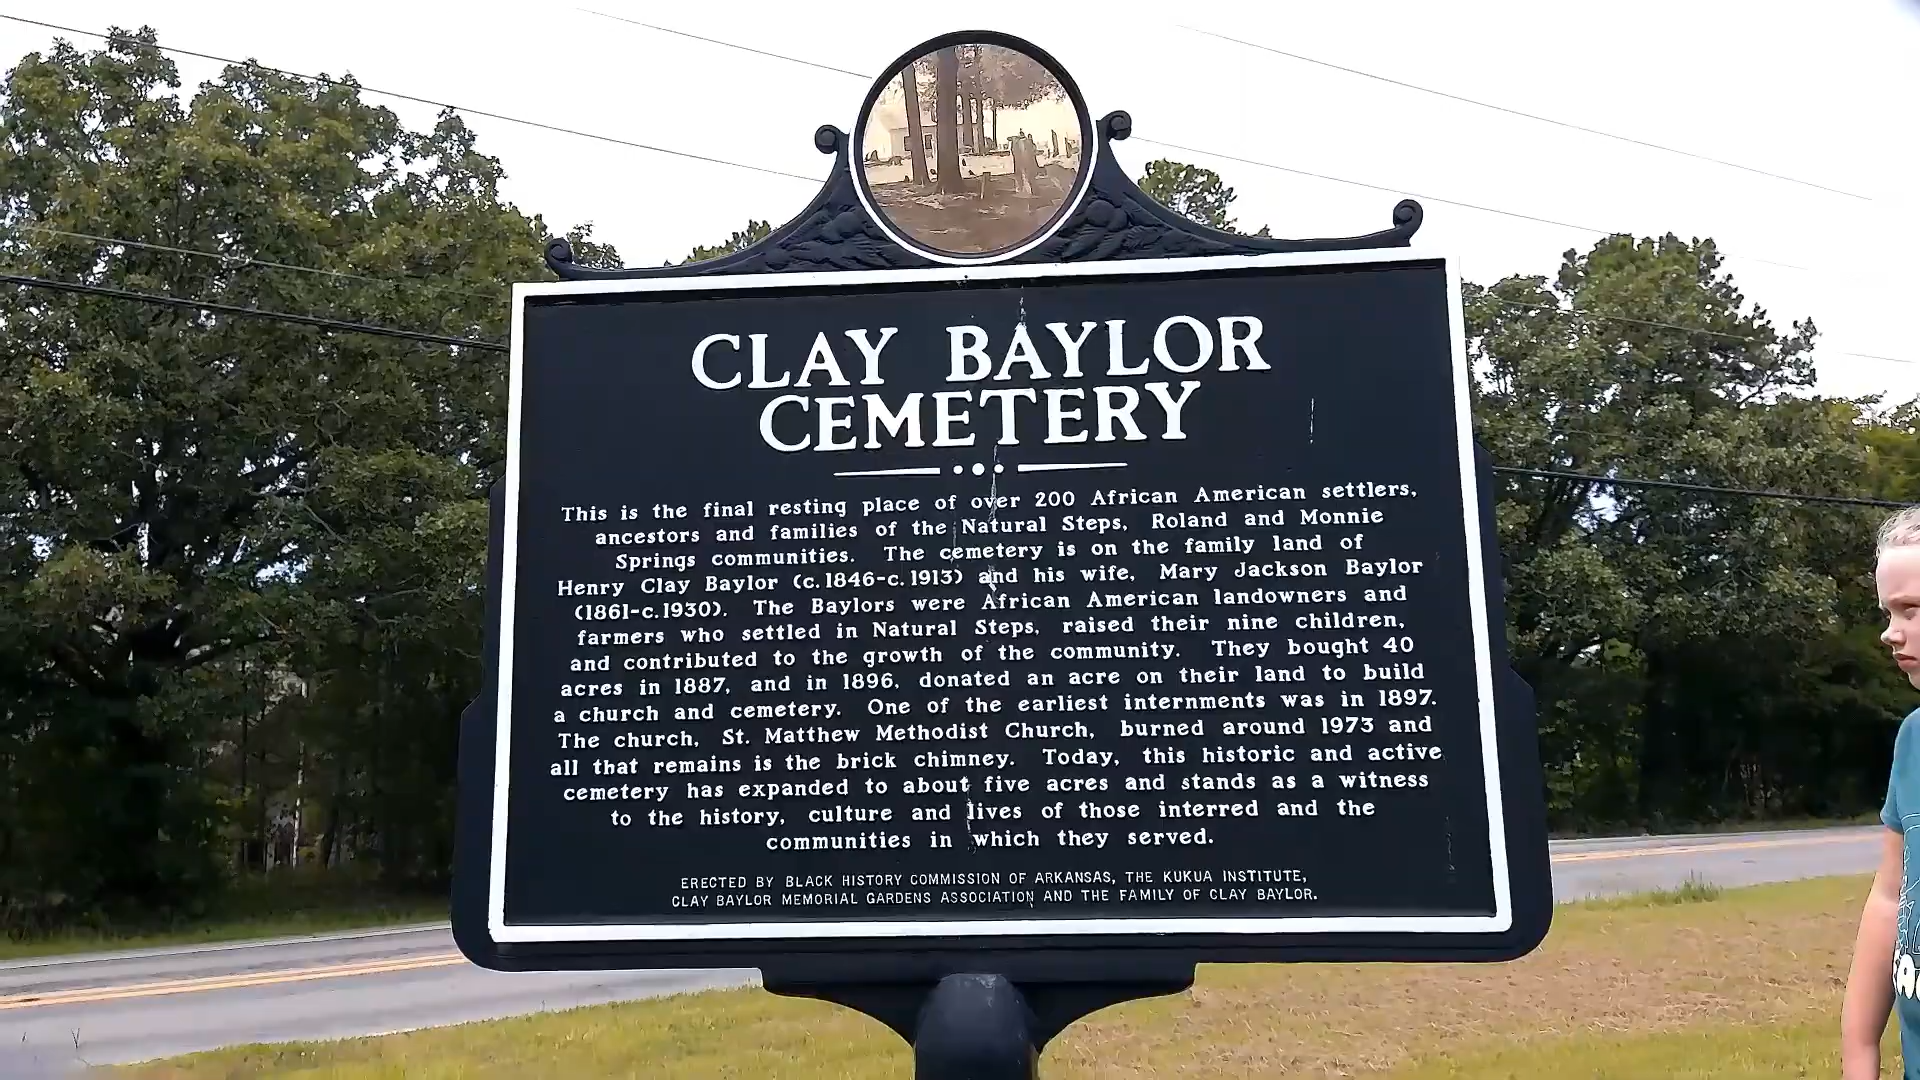 CLAY BAYLOR
CEMETERY
This is the final resting place of over 200 African American settlers,
ancestors and families of the Natural Steps, Roland and Monnie
Springs communities. The cemetery is on the family land of
Henry Clay Baylor (c.1846-c.1913) and his wife, Mary Jackson Baylor
(1861-c.1930). The Baylors were African American landowners and
farmers who settled in Natural Steps, raised their nine children,
and contributed to the growth of the community. They bought 40
acres in 1887, and in 1896, donated an acre on their land to build
a church and cemetery. One of the earliest internments was in 1897.
The church, St. Matthew Methodist Church, burned around 1973 and
all that remains is the brick chimney. Today, this historic and active
cemetery has expanded to about five acres and stands as a witness
to the history, culture and lives of those interred and the
communities in which they served.
ERECTED BY BLACK HISTORY COMMISSION OF ARKANSAS, THE KUKUA INSTITUTE,
CLAY BAYLOR MEMORIAL GARDENS ASSOCIATION AND THE FAMILY OF CLAY BAYLOR.